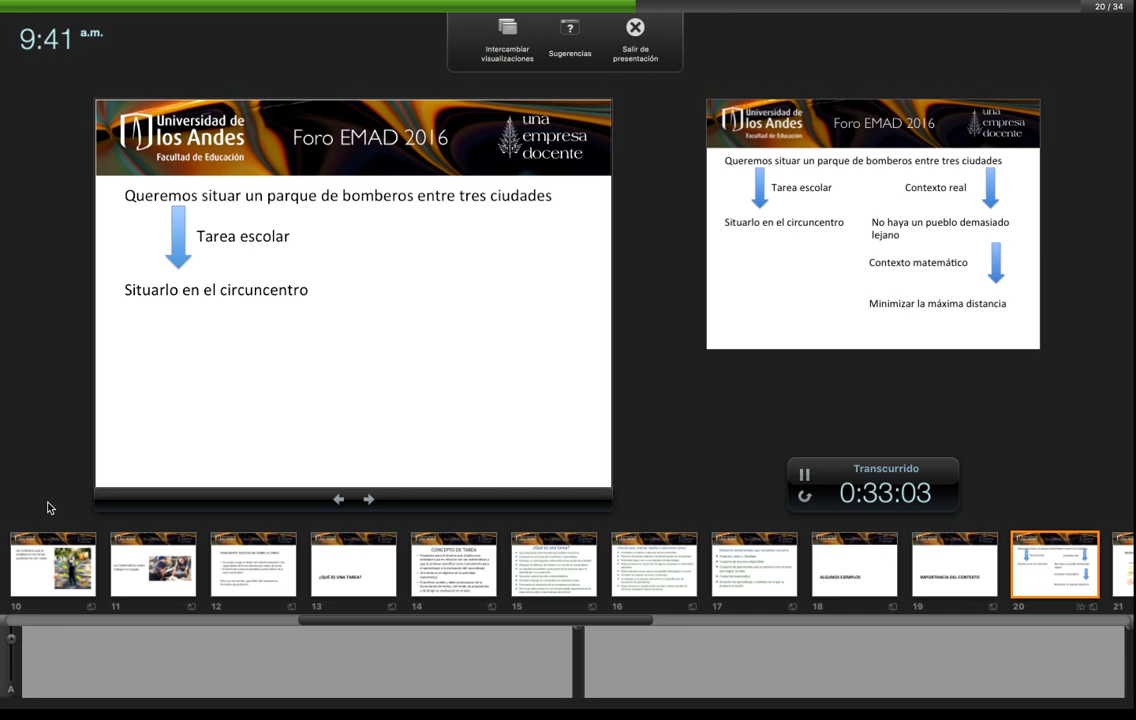 20 / 34
9:41 a.m.
Intercambiar
visualizaciones
Sugerencias
Salir de
presentación
Universidad de
los Andes
Facultad de Educación
Foro EMAD 2016
una
empresa
docente
Queremos situar un parque de bomberos entre tres ciudades
Tarea escolar
Situarlo en el circuncentro
Universidad de
los Andes
Facultad de Educación
Foro EMAD 2016
una
empresa
docente
Queremos situar un parque de bomberos entre tres ciudades
Tarea escolar
Contexto real
Situarlo en el circuncentro
No haya un pueblo demasiado
lejano
Contexto matemático
Minimizar la máxima distancia
Transcurrido
0:33:03
¿QUÉ ES UNA TAREA?
CONCEPTO DE TAREA
¿Qué es una tarea?
ALGUNOS EJEMPLOS
IMPORTANCIA DEL CONTEXTO
10
11
12
13
14
15
16
17
18
19
20
21
A